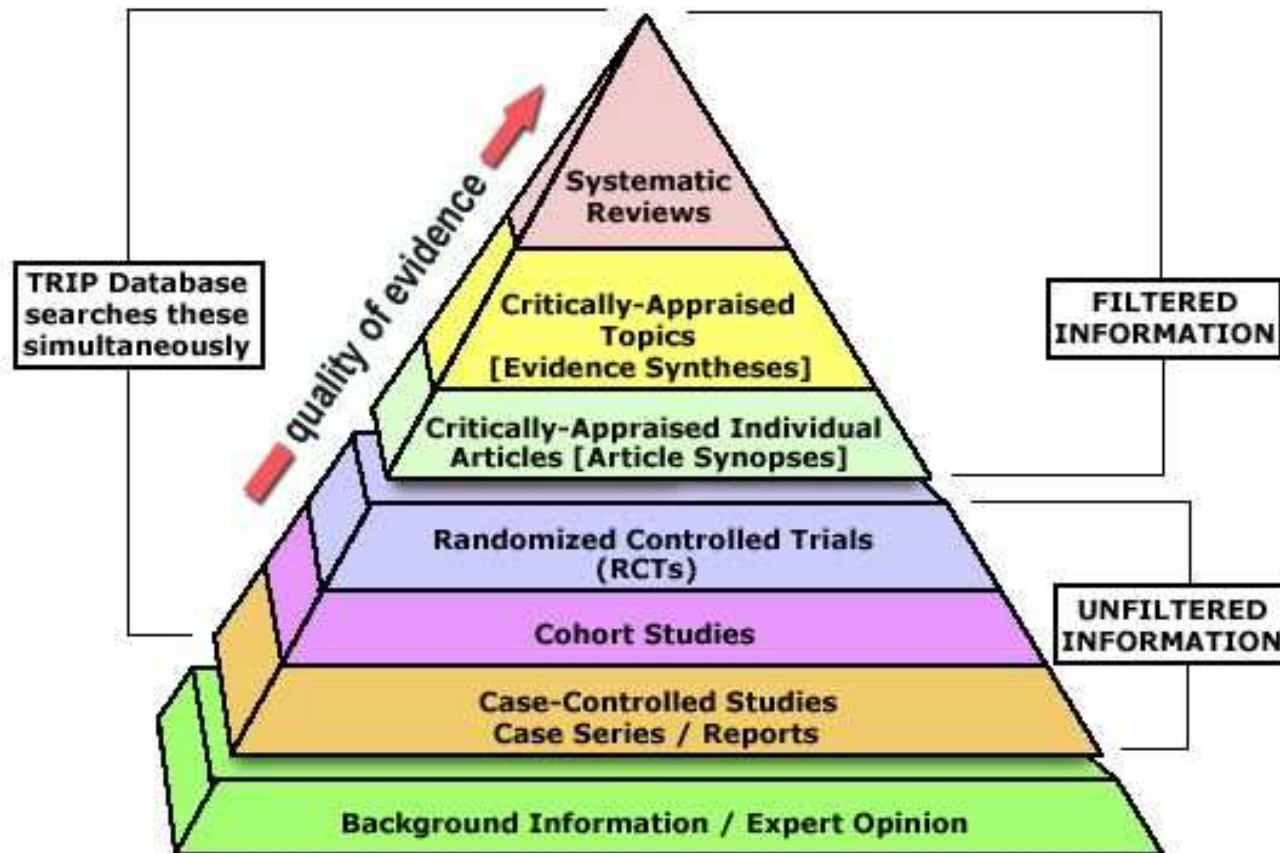 Systematic
Reviews
Critically-Appraised
Topics
[Evidence Syntheses]
Critically-Appraised Individual
Articles [Article Synopses]
Randomized Controlled Trials
(RCTs)
Cohort Studies
Case-Controlled Studies
Case Series / Reports
Background Information / Expert Opinion
quality of evidence
TRIP Database
searches these
simultaneously
FILTERED
INFORMATION
UNFILTERED
INFORMATION